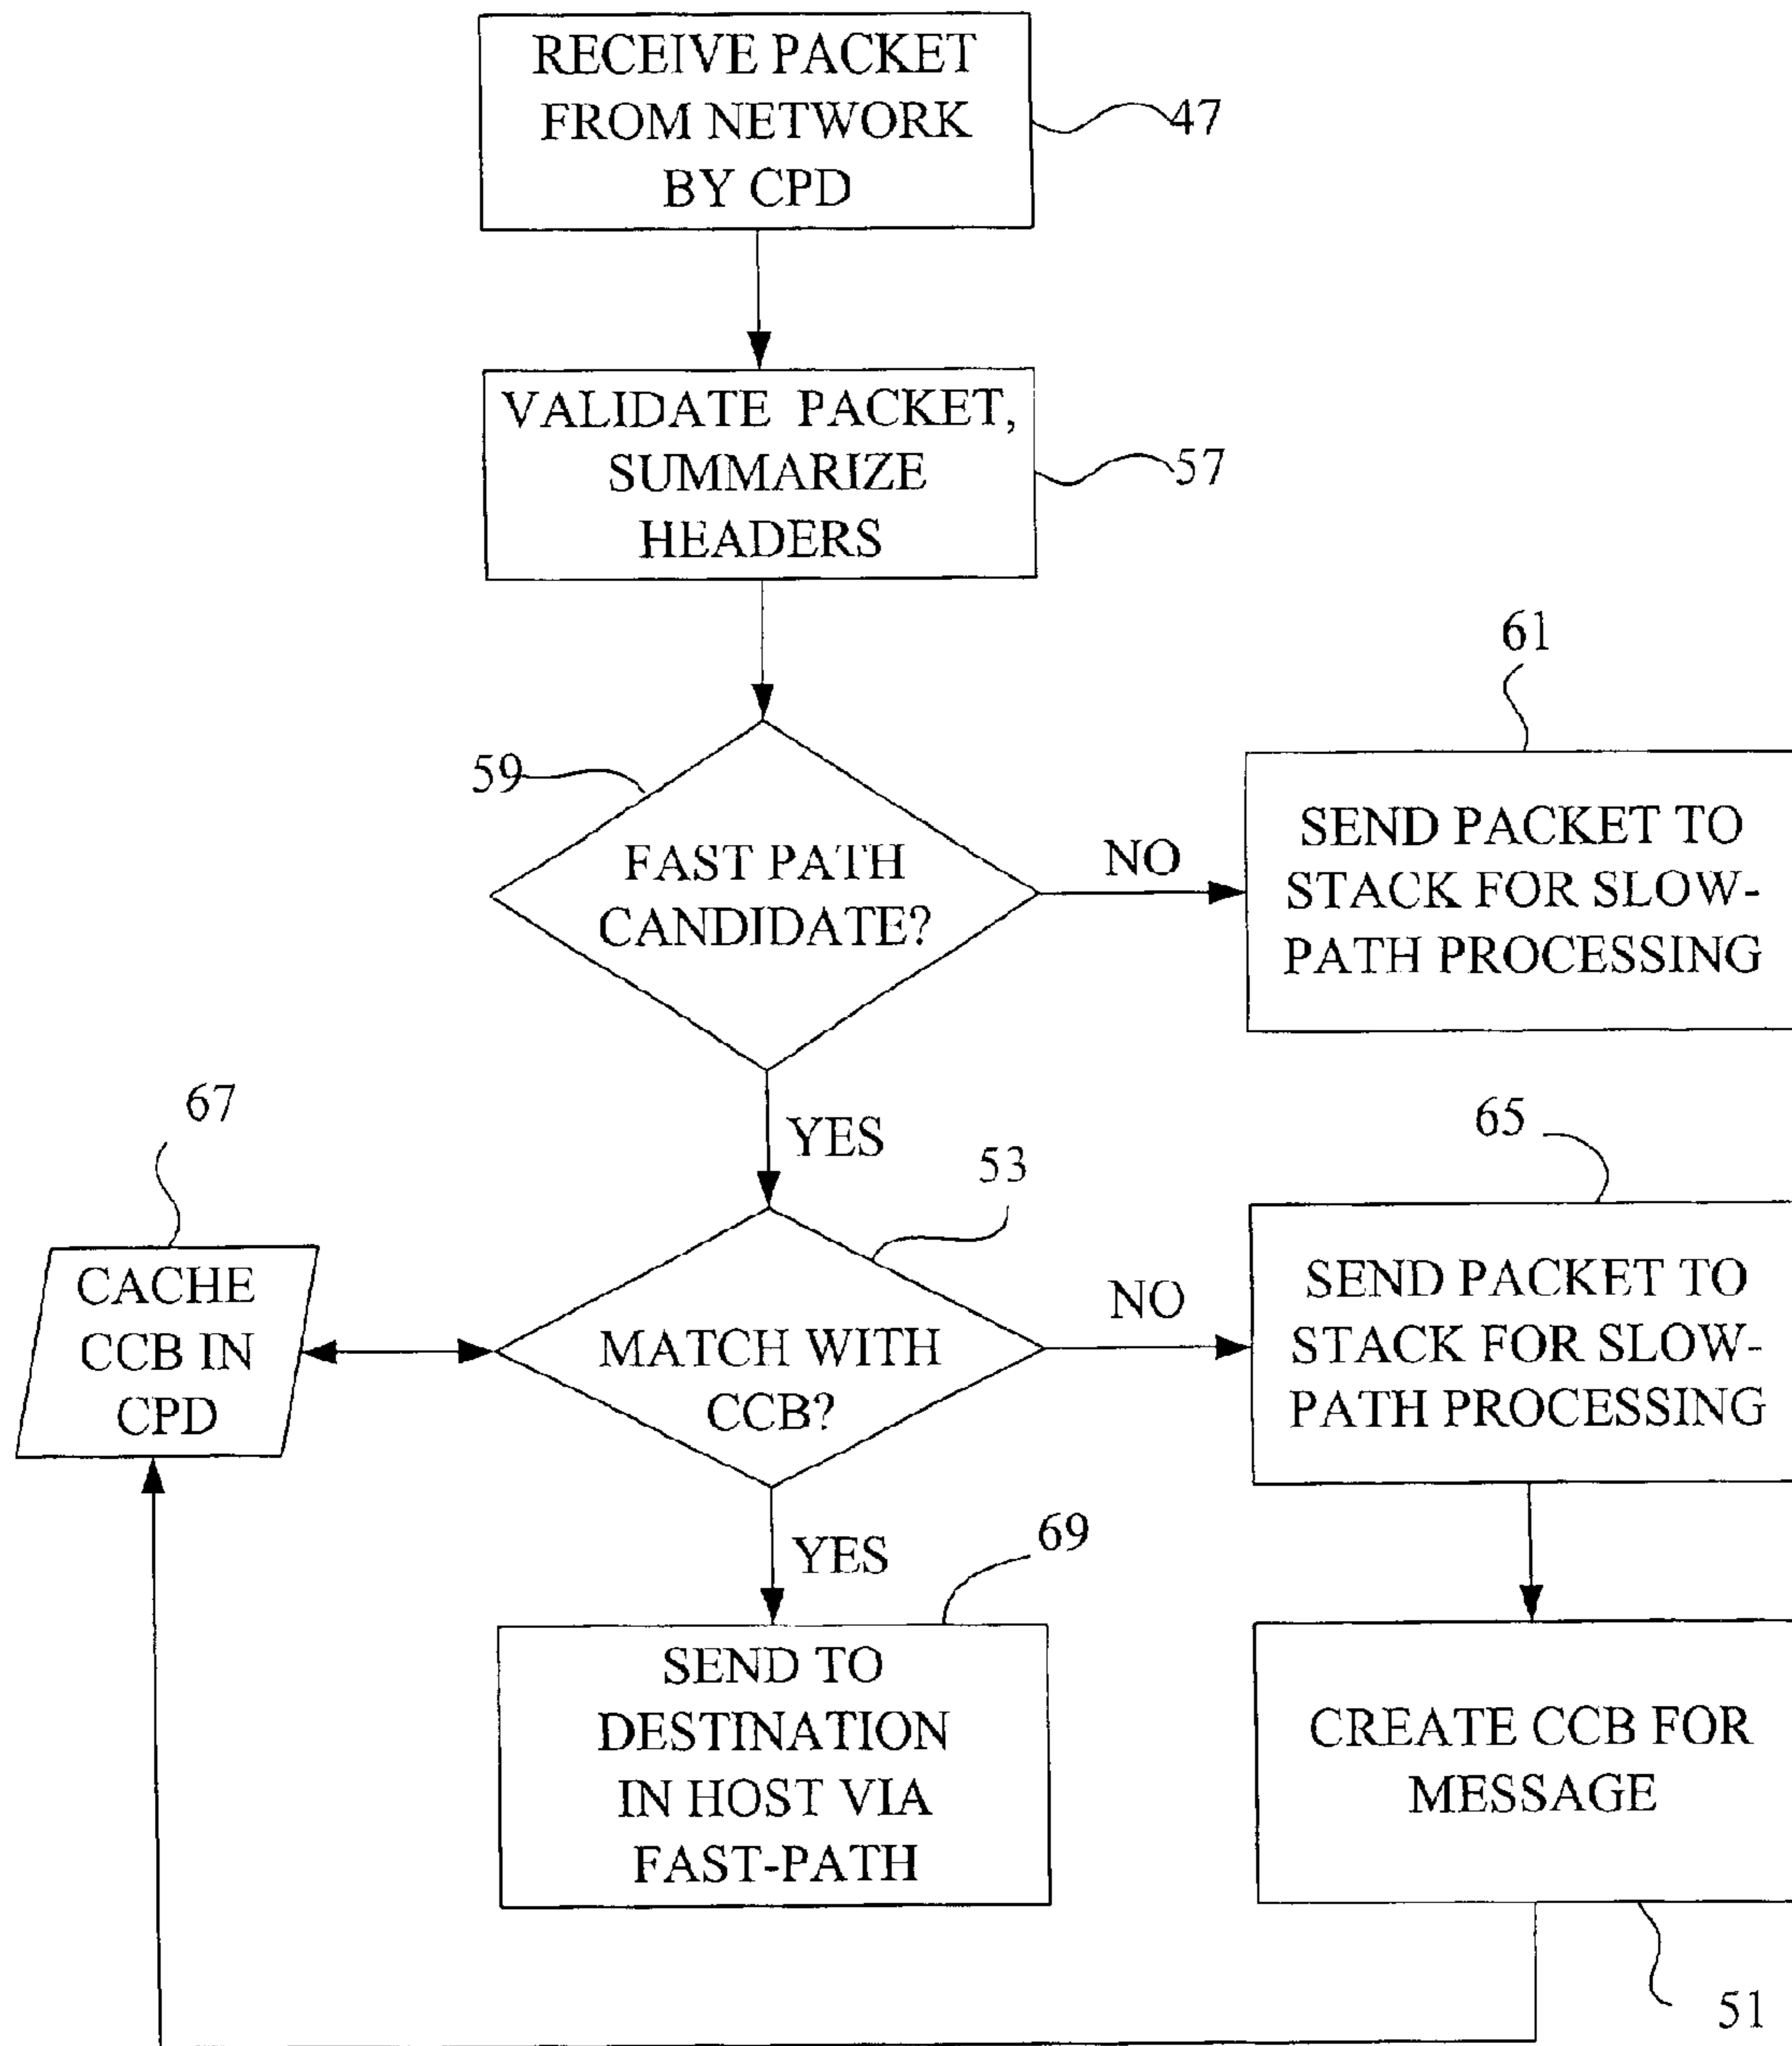 RECEIVE PACKET
FROM NETWORK
BY CPD
47
VALIDATE PACKET,
SUMMARIZE
HEADERS
57
61
59
FAST PATH
CANDIDATE?
NO
SEND PACKET TO
STACK FOR SLOW-
PATH PROCESSING
67
YES
53
65
CACHE
CCB IN
CPD
MATCH WITH
CCB?
NO
SEND PACKET TO
STACK FOR SLOW-
PATH PROCESSING
YES
69
SEND TO
DESTINATION
IN HOST VIA
FAST-PATH
CREATE CCB FOR
MESSAGE
51